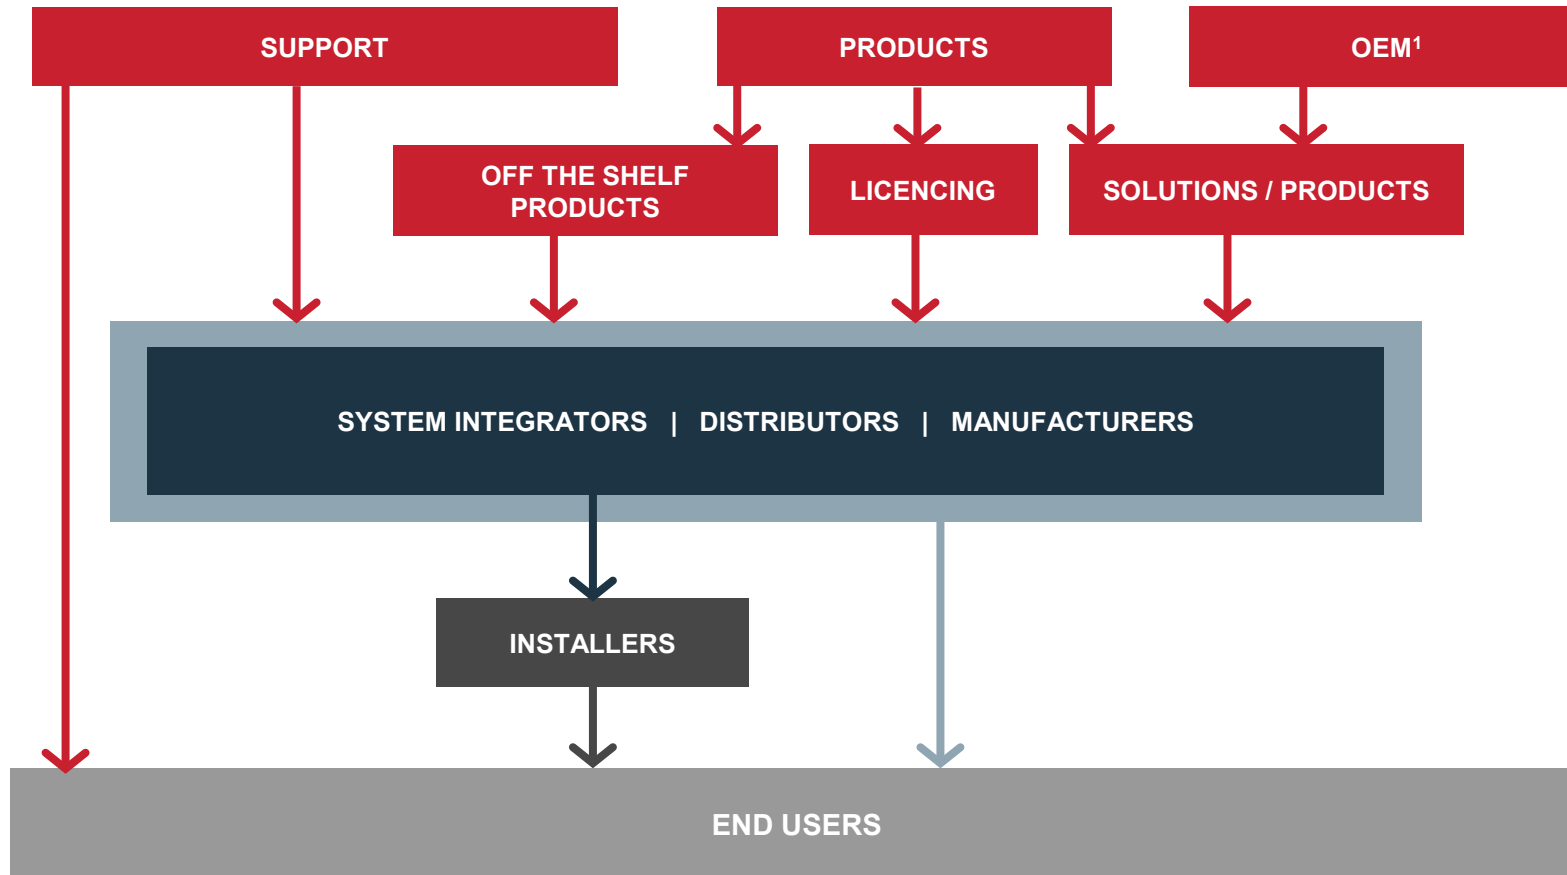 SUPPORT
PRODUCTS
OEM¹
OFF THE SHELF
PRODUCTS
LICENCING
SOLUTIONS / PRODUCTS
SYSTEM INTEGRATORS | DISTRIBUTORS | MANUFACTURERS
INSTALLERS
END USERS